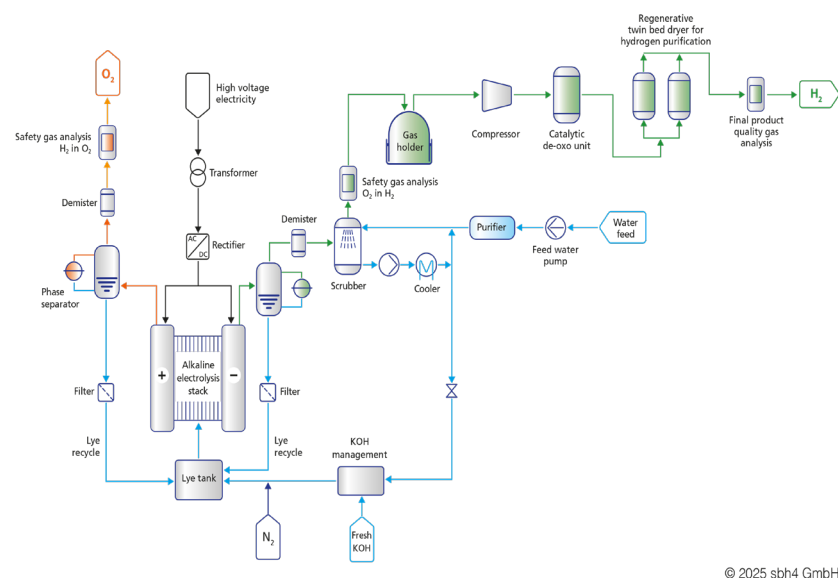 Regenerative
twin bed dryer for
hydrogen purification
O₂
High voltage
electricity
H₂
Safety gas analysis
H₂ in O₂
Gas
holder
Compressor
Catalytic
de-oxo unit
Final product
quality gas
analysis
Transformer
Safety gas analysis
O₂ in H₂
Demister
Demister
AC
DC
Rectifier
Purifier
Water
feed
Feed water
pump
Phase
separator
Scrubber
Cooler
+
Alkaline
electrolysis
stack
−
Filter
Filter
Lye
recycle
Lye
recycle
KOH
management
Lye tank
N₂
Fresh
KOH
© 2025 sbh4 GmbH